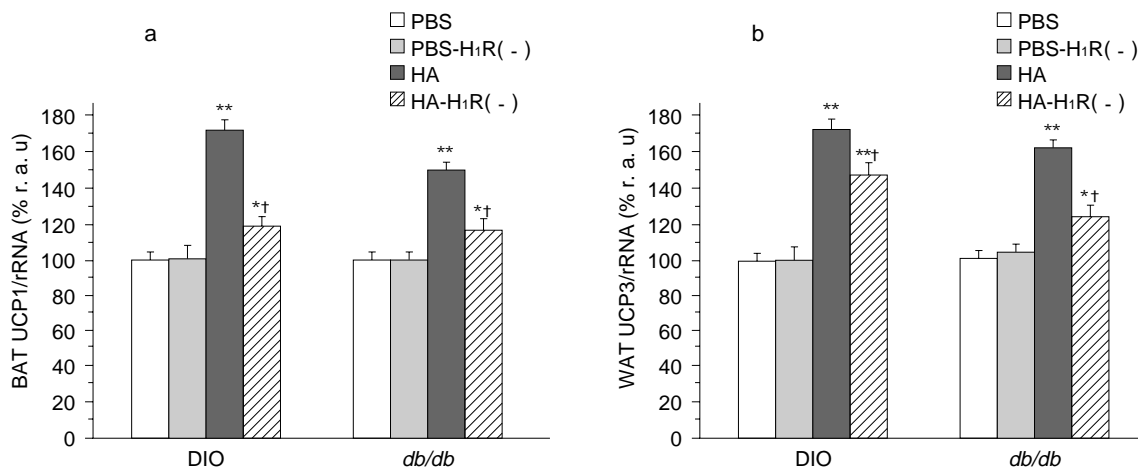 a
PBS
PBS-H₁R( - )
HA
HA-H₁R( - )
BAT UCP1/rRNA (% r. a. u)
180
160
140
120
100
80
60
40
20
0
**
*†
**
*†
DIO
db/db
b
PBS
PBS-H₁R( - )
HA
HA-H₁R( - )
WAT UCP3/rRNA (% r. a. u)
180
160
140
120
100
80
60
40
20
0
**
**†
**
*†
DIO
db/db